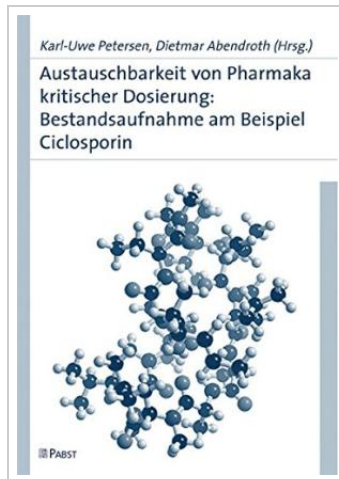 Karl-Uwe Petersen, Dietmar Abendroth (Hrsg.)
Austauschbarkeit von Pharmaka
kritischer Dosierung:
Bestandsaufnahme am Beispiel
Ciclosporin
PABST